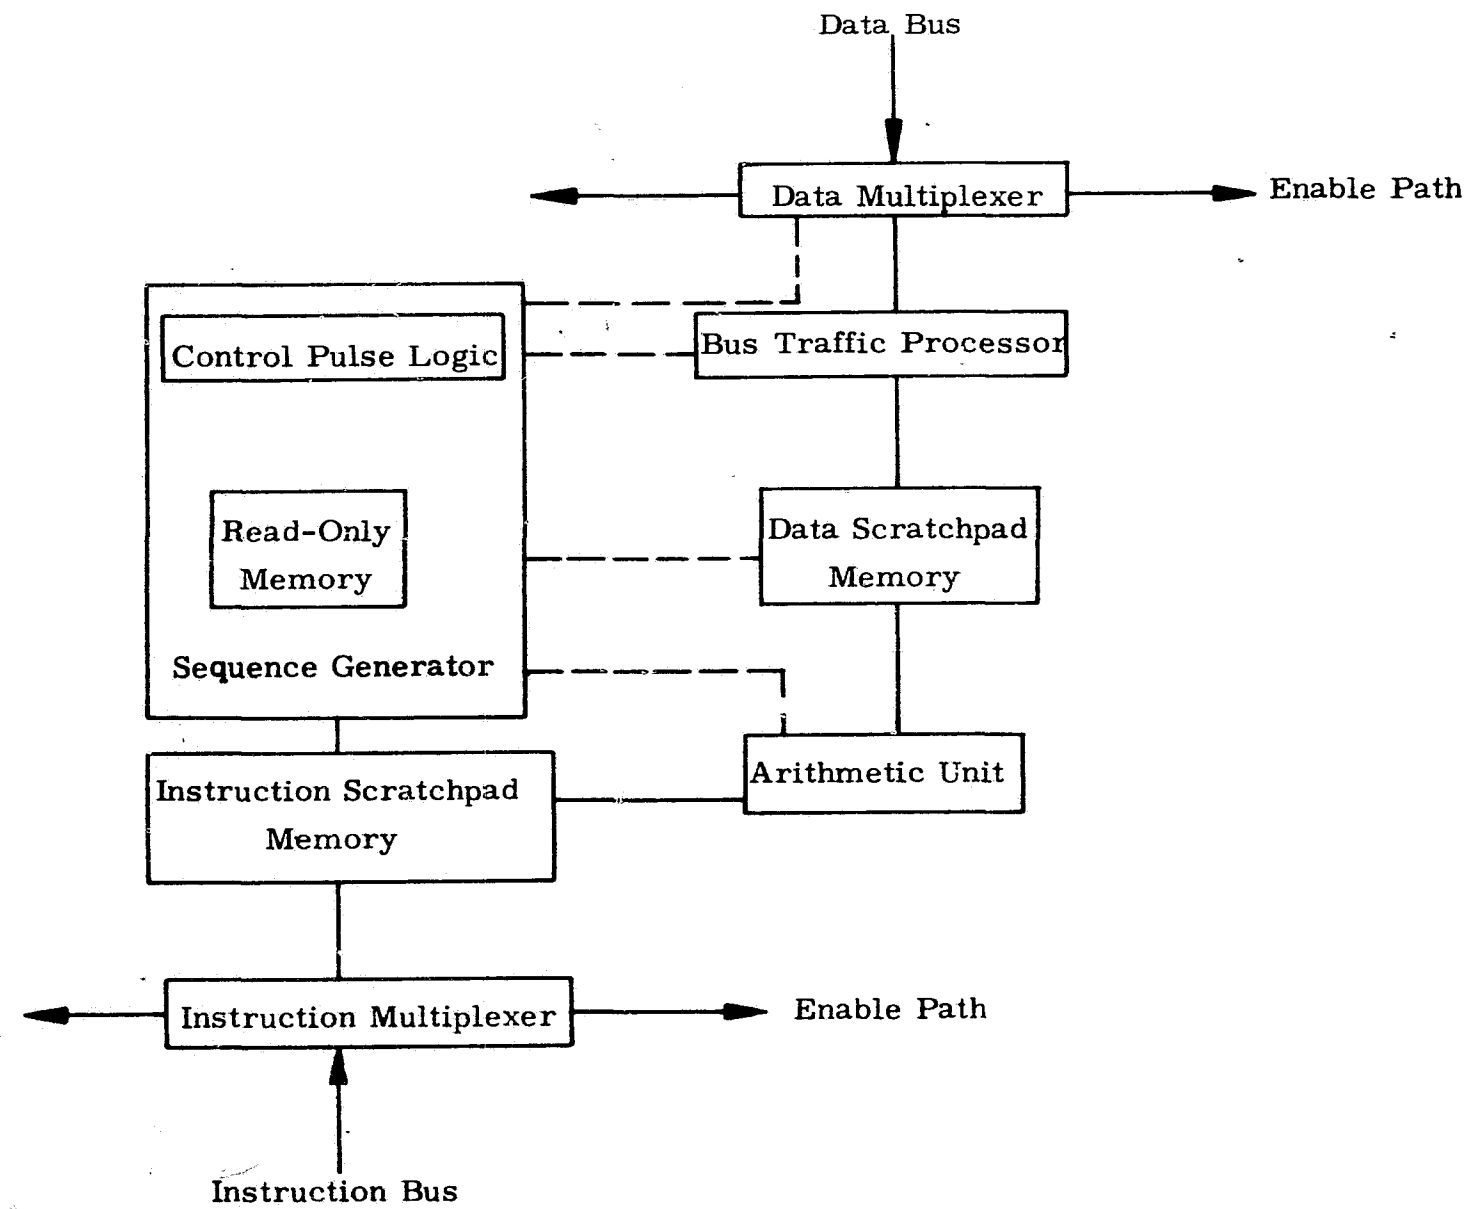 Data Bus
Data Multiplexer
Enable Path
Control Pulse Logic
Bus Traffic Processor
Read-Only
Memory
Data Scratchpad
Memory
Sequence Generator
Instruction Scratchpad
Memory
Arithmetic Unit
Instruction Multiplexer
Enable Path
Instruction Bus